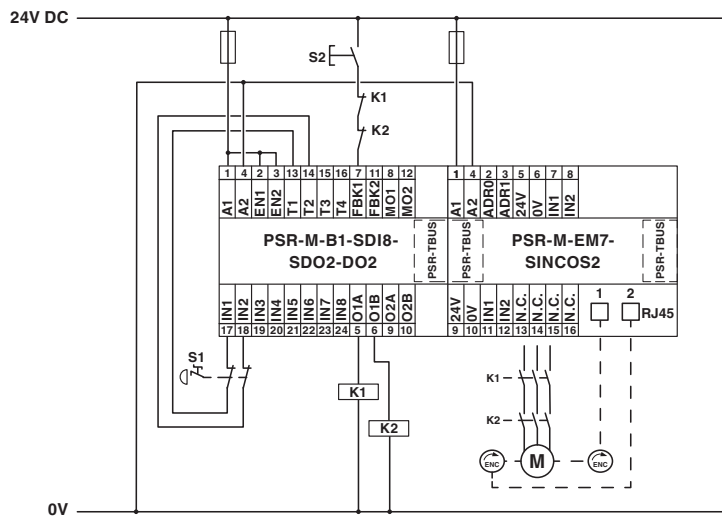 24V DC
S2
K1
K2
1 4 2 3 13 14 15 16 7 11 8 12
A1 A2 EN1 EN2 T1 T2 T3 T4 FBK1 FBK2 MO1 MO2
1 4 2 3 5 6 7 8
A1 A2 ADR0 ADR1 24V 0V IN1 IN2
PSR-M-B1-SDI8-
SDO2-DO2
PSR-TBUS
PSR-TBUS
PSR-M-EM7-
SINCOS2
PSR-TBUS
IN1 IN2 IN3 IN4 IN5 IN6 IN7 IN8 O1A O1B O2A O2B
17 18 19 20 21 22 23 24 5 6 9 10
24V 0V IN1 IN2 N.C. N.C. N.C. N.C.
9 10 11 12 13 14 15 16
1 2
RJ45
S1
K1
K2
K1
K2
ENC
M
ENC
0V